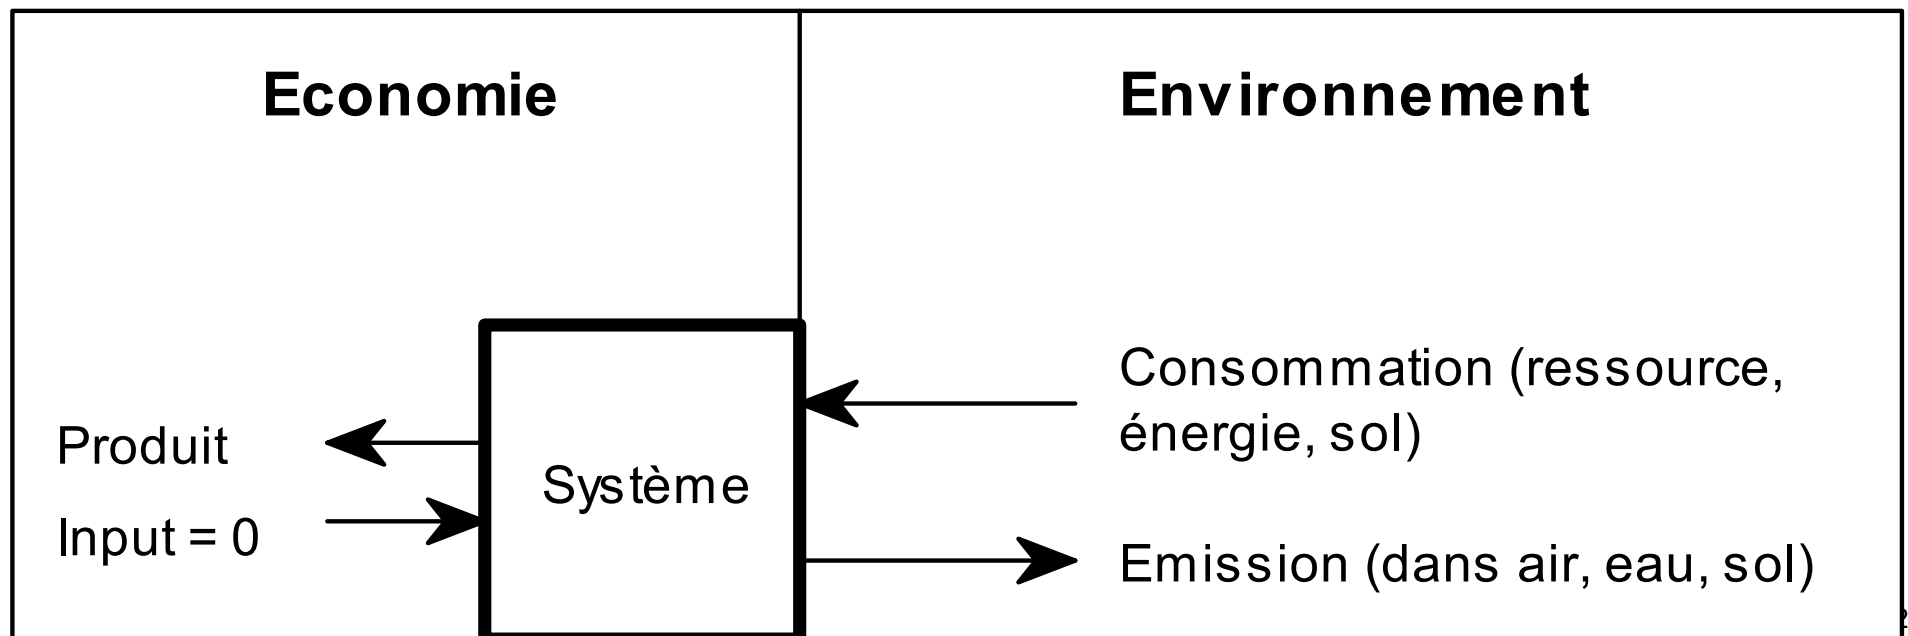 Economie
Environnement
Produit
Input = 0
Système
Consommation (ressource,
énergie, sol)
Emission (dans air, eau, sol)